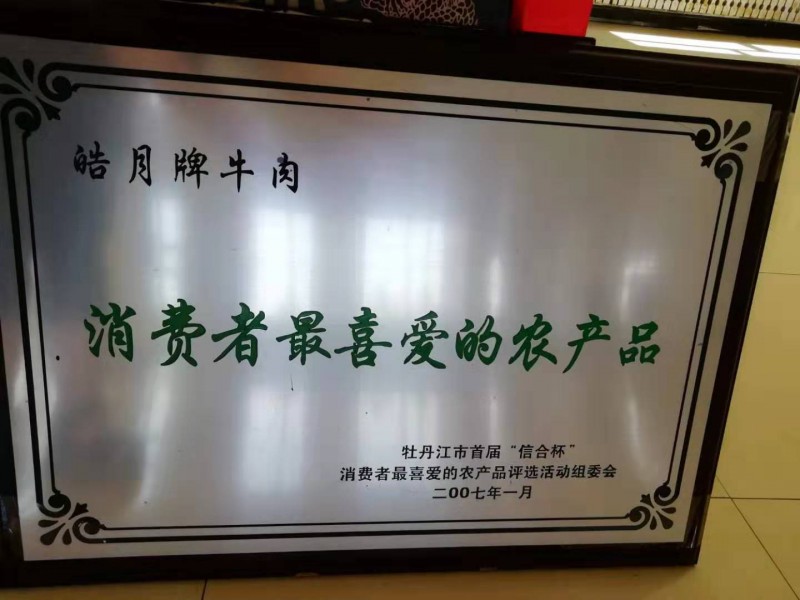 皓月牌牛肉
消费者最喜爱的农产品
牡丹江市首届“信合杯”
消费者最喜爱的农产品评选活动组委会
二00七年一月